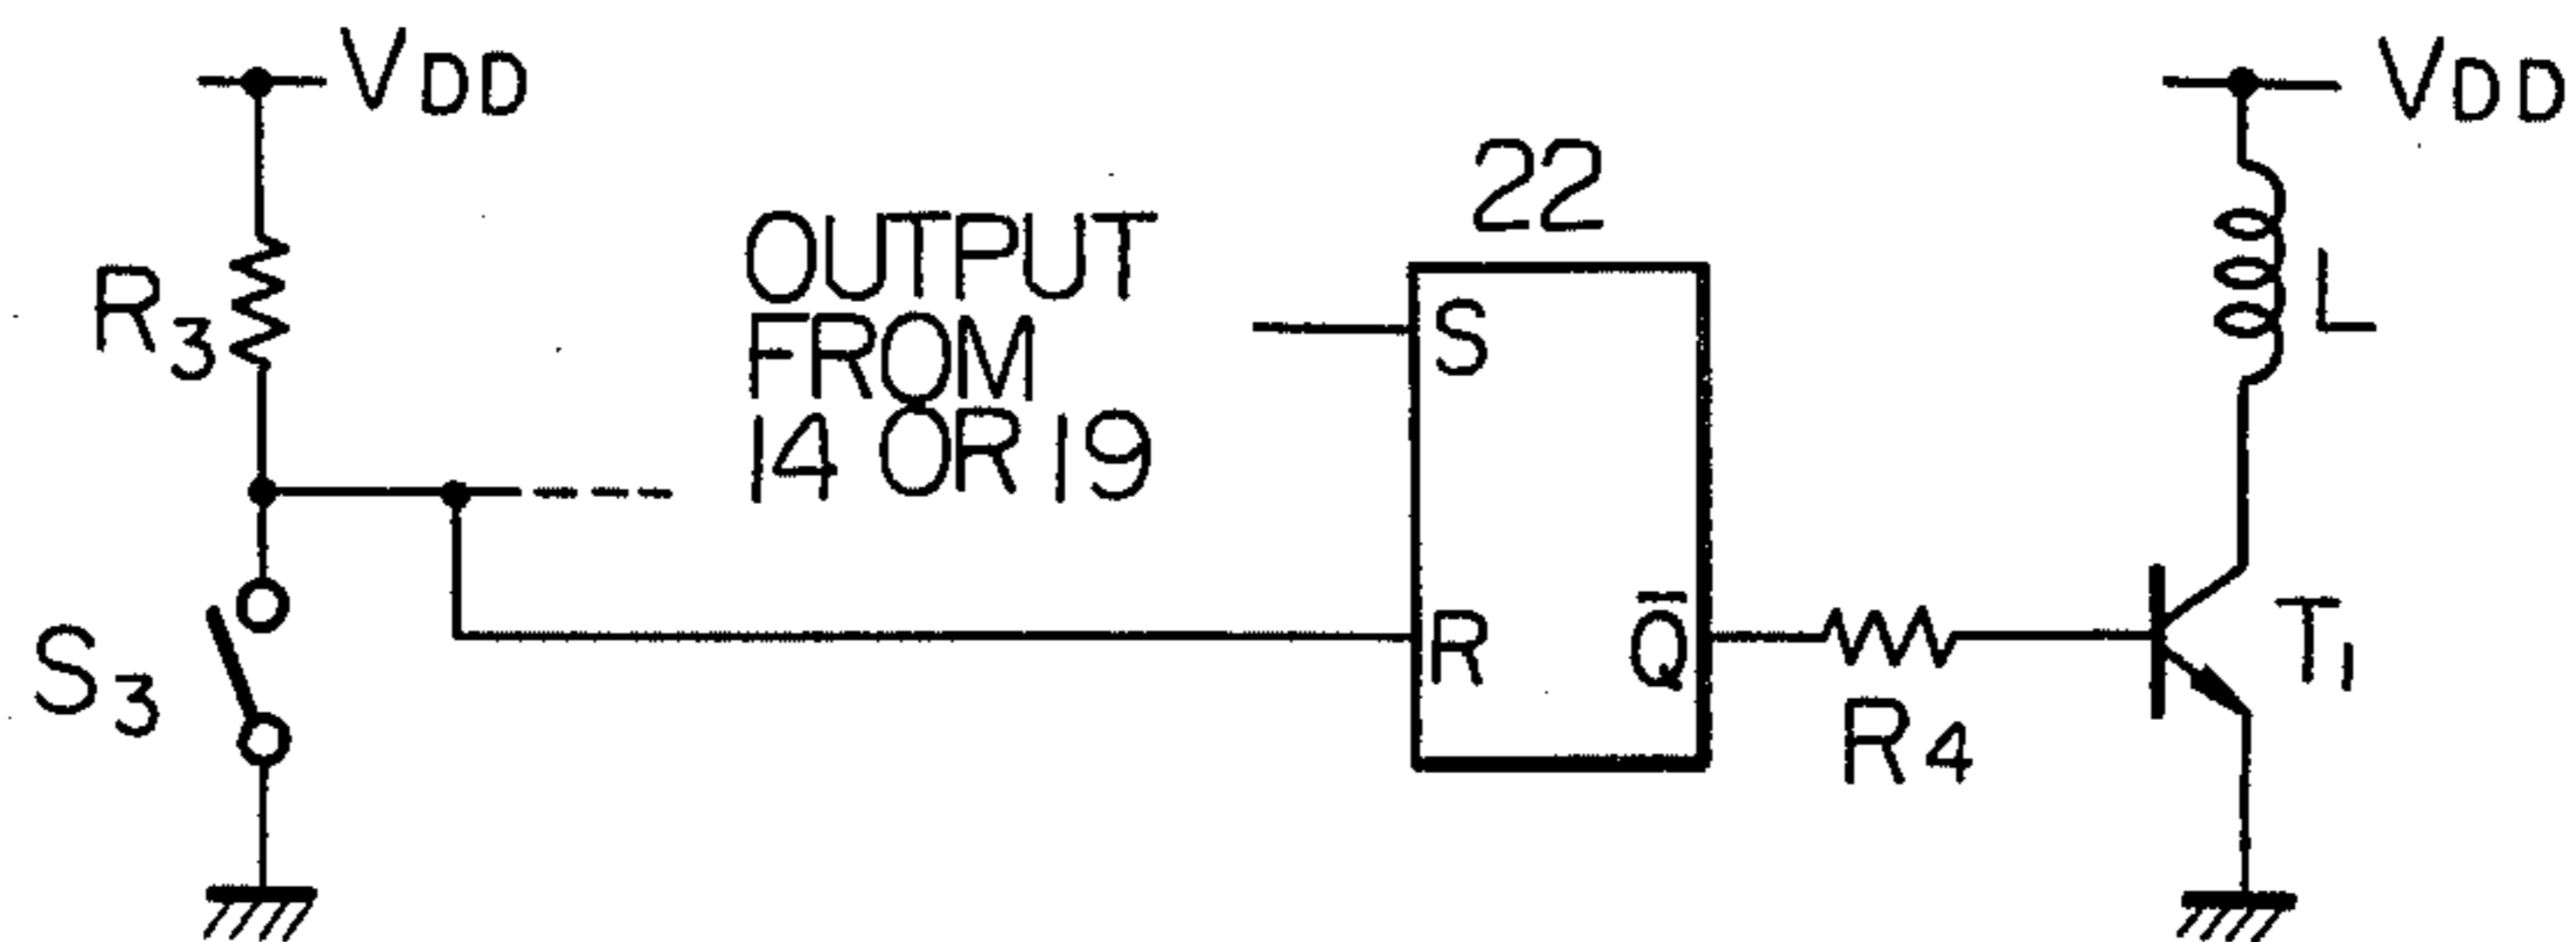 VDD
VDD
22
OUTPUT
FROM
14 OR 19
R3
S
L
S3
R
Q̅
T1
R4